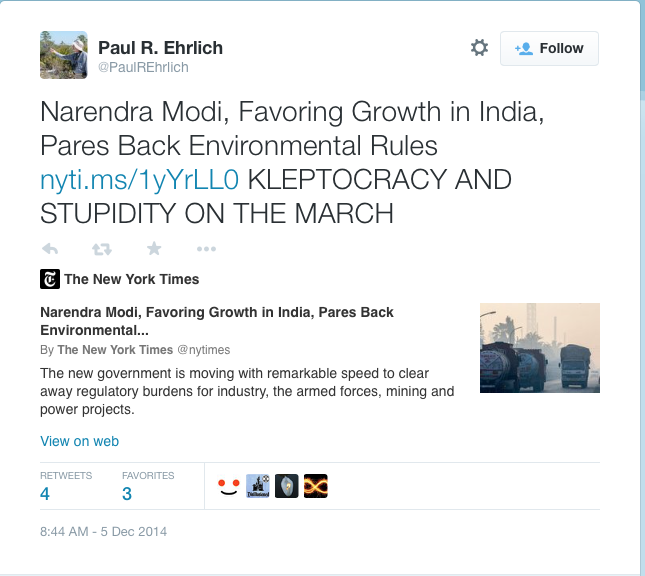 Paul R. Ehrlich
@PaulREhrlich
Follow
Narendra Modi, Favoring Growth in India,
Pares Back Environmental Rules
nyti.ms/1yYrLL0 KLEPTOCRACY AND
STUPIDITY ON THE MARCH
The New York Times
Narendra Modi, Favoring Growth in India, Pares Back
Environmental...
By The New York Times @nytimes
The new government is moving with remarkable speed to clear
away regulatory burdens for industry, the armed forces, mining and
power projects.
View on web
RETWEETS
4
FAVORITES
3
8:44 AM - 5 Dec 2014